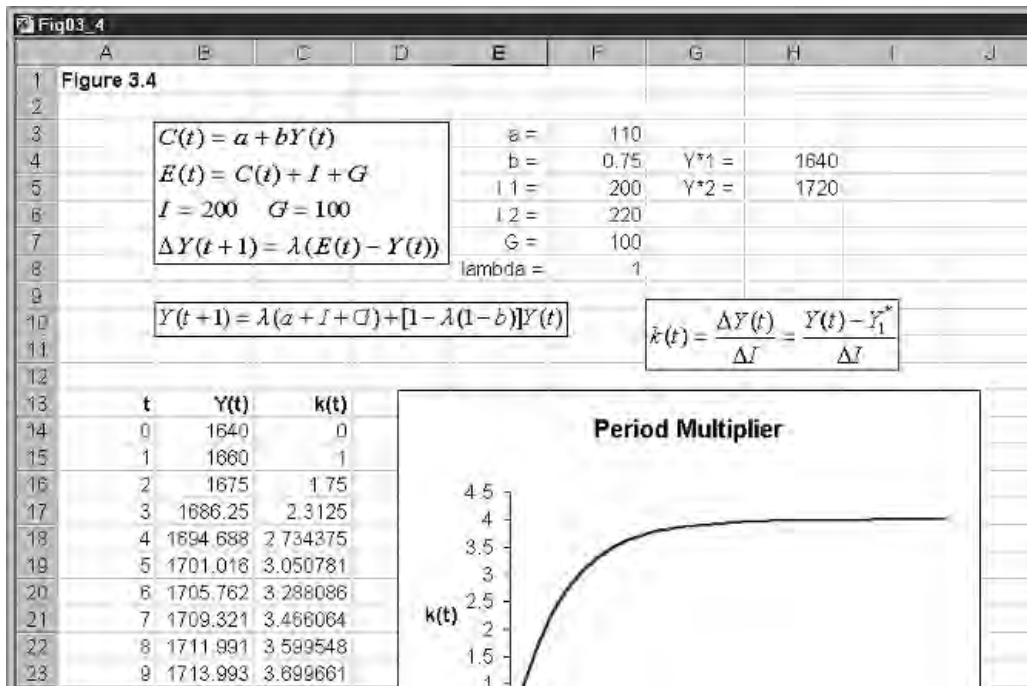 Fig03_4
A B C D E F G H I J
1 Figure 3.4
2
3 C(t) = a + bY(t) a = 110
4 E(t) = C(t) + I + G b = 0.75 Y*1 = 1640
5 I 1 = 200 Y*2 = 1720
6 I = 200 G = 100 I 2 = 220
7 ΔY(t + 1) = λ(E(t) − Y(t)) G = 100
8 lambda = 1
9
10 Y(t + 1) = λ(a + I + G) + [1 − λ(1 − b)]Y(t) k(t) = ΔY(t)/ΔI = (Y(t) − Y₁*)/ΔI
11
12
13 t Y(t) k(t)
14 0 1640 0
15 1 1660 1
16 2 1675 1.75
17 3 1686.25 2.3125
18 4 1694.688 2.734375
19 5 1701.016 3.050781
20 6 1705.762 3.288086
21 7 1709.321 3.466064
22 8 1711.991 3.599548
23 9 1713.993 3.699661
Period Multiplier
4.5
4
3.5
3
2.5
k(t)
2
1.5
1